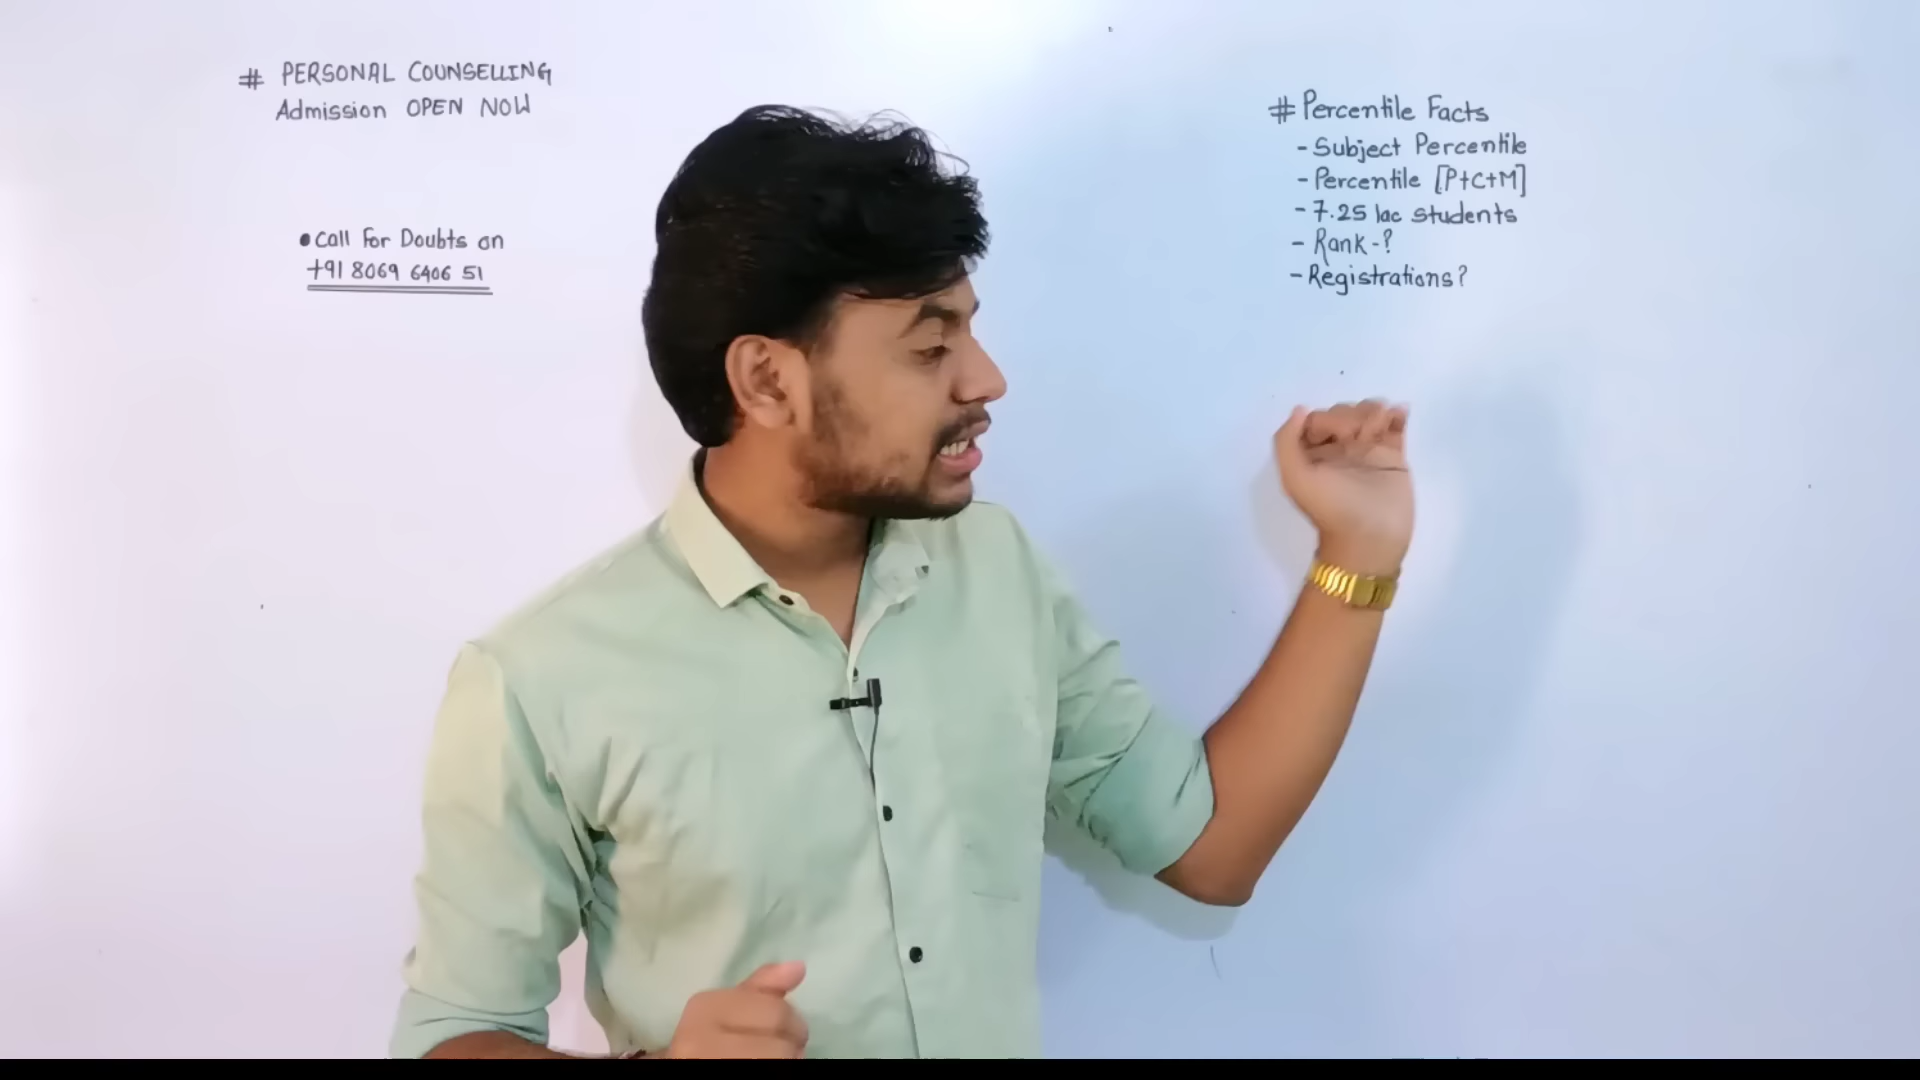 # PERSONAL COUNSELLING
Admission OPEN NOW
• Call For Doubts on
+91 8069 6406 51
# Percentile Facts
- Subject Percentile
- Percentile [P+C+M]
- 7.25 lac students
- Rank-?
- Registrations?